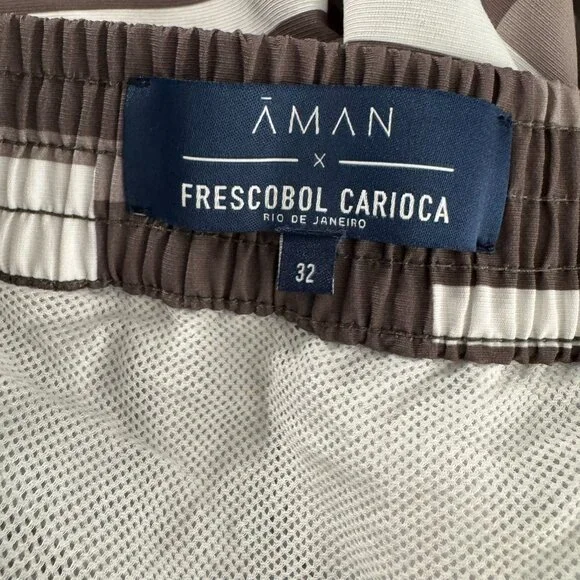 ĀMAN
x
FRESCOBOL CARIOCA
RIO DE JANEIRO
32